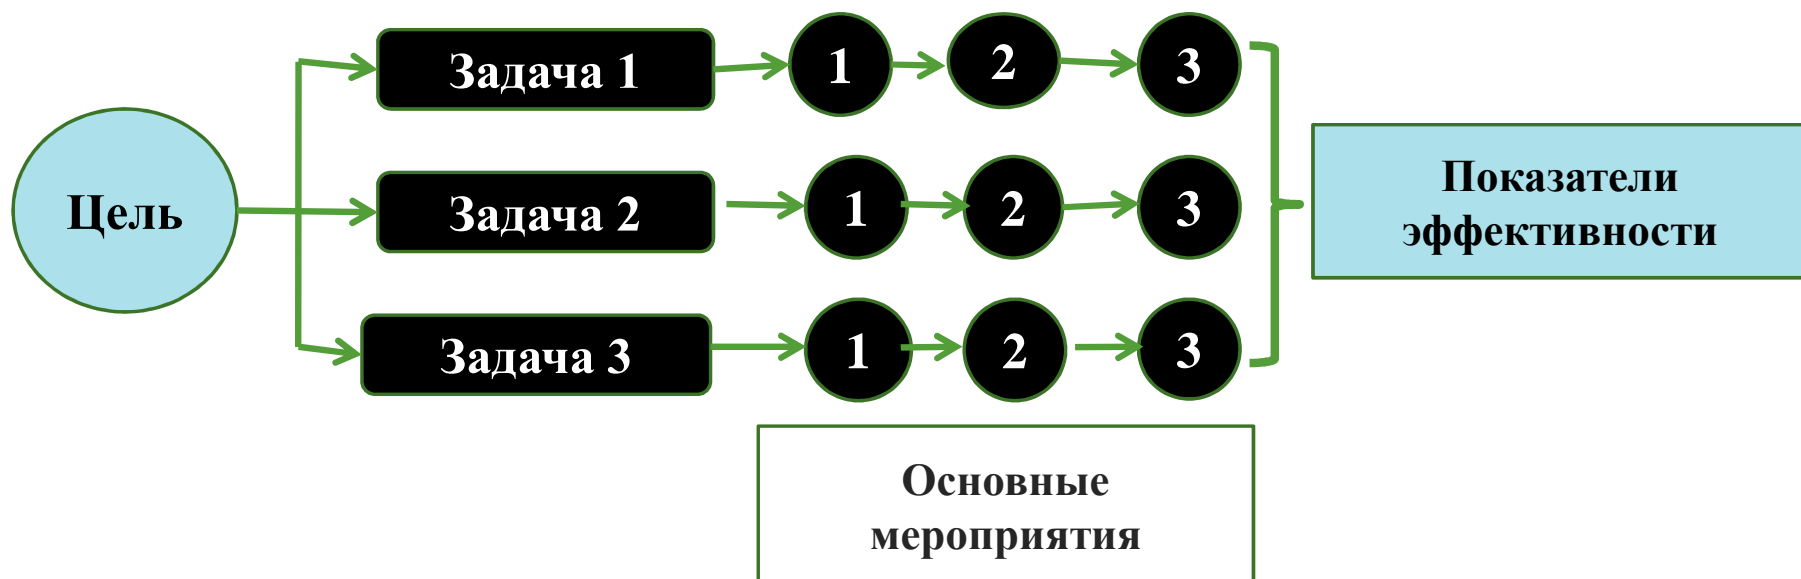 Цель
Задача 1
1 2 3
Задача 2
1 2 3
Задача 3
1 2 3
Показатели
эффективности
Основные
мероприятия